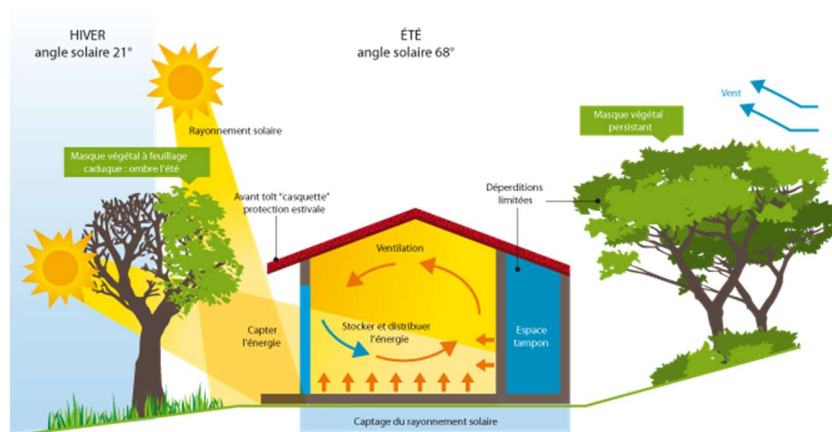 HIVER
angle solaire 21°
ÉTÉ
angle solaire 68°
Rayonnement solaire
Masque végétal à feuillage
caduque : ombre l'été
Avant toît "casquette"
protection estivale
Déperditions
limitées
Masque végétal
persistant
Vent
Ventilation
Capter
l'énergie
Stocker et distribuer
l'énergie
Espace
tampon
Captage du rayonnement solaire